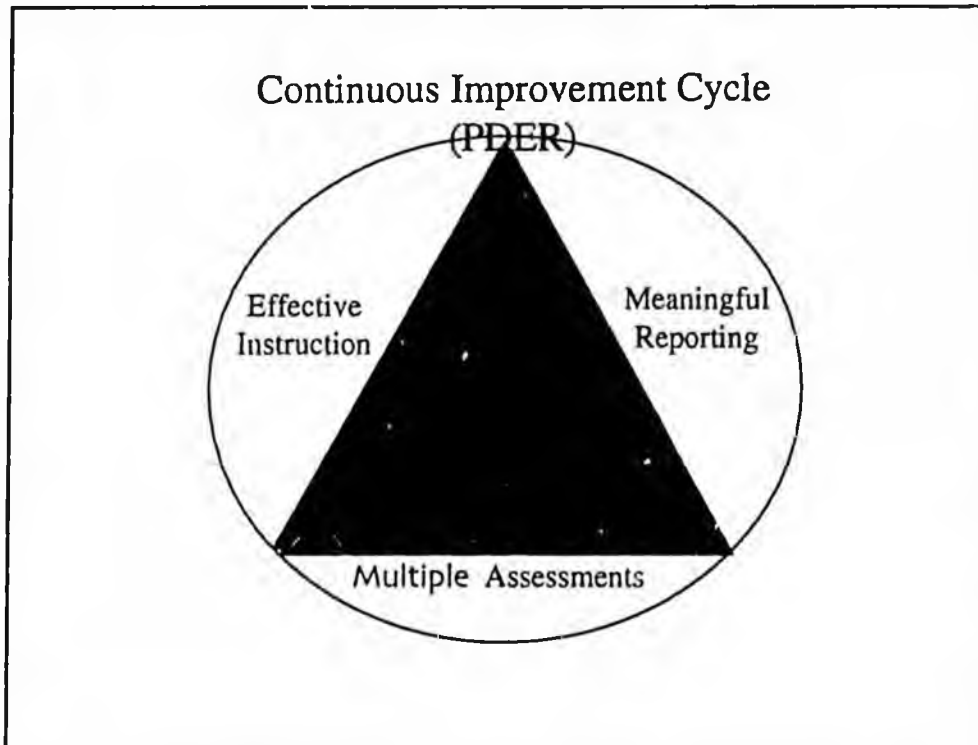 Continuous Improvement Cycle
(PDER)
Effective
Instruction
Meaningful
Reporting
Multiple Assessments